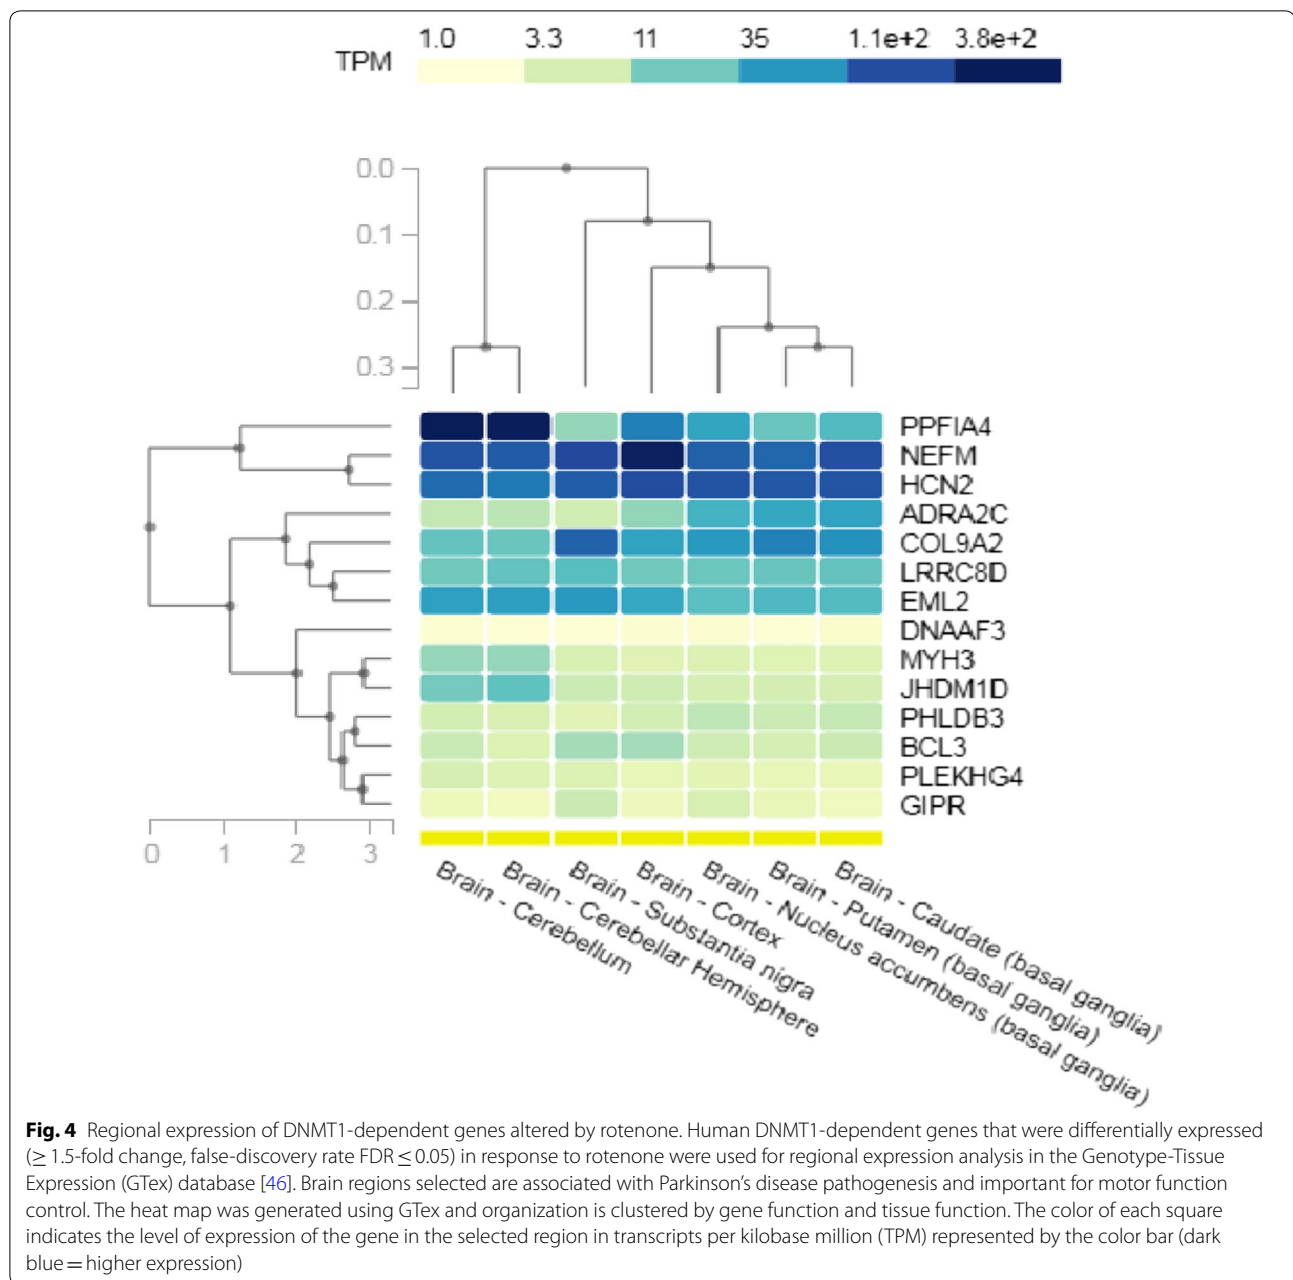 1.0 3.3 11 35 1.1e+2 3.8e+2
TPM
0.0
0.1
0.2
0.3
PPFIA4
NEFM
HCN2
ADRA2C
COL9A2
LRRC8D
EML2
DNAAF3
MYH3
JHDM1D
PHLDB3
BCL3
PLEKHG4
GIPR
0 1 2 3
Brain - Cerebellum
Brain - Cerebellar Hemisphere
Brain - Substantia nigra
Brain - Cortex
Brain - Nucleus accumbens (basal ganglia)
Brain - Putamen (basal ganglia)
Brain - Caudate (basal ganglia)
Fig. 4 Regional expression of DNMT1-dependent genes altered by rotenone. Human DNMT1-dependent genes that were differentially expressed
(≥ 1.5-fold change, false-discovery rate FDR ≤ 0.05) in response to rotenone were used for regional expression analysis in the Genotype-Tissue
Expression (GTex) database [46]. Brain regions selected are associated with Parkinson's disease pathogenesis and important for motor function
control. The heat map was generated using GTex and organization is clustered by gene function and tissue function. The color of each square
indicates the level of expression of the gene in the selected region in transcripts per kilobase million (TPM) represented by the color bar (dark
blue = higher expression)